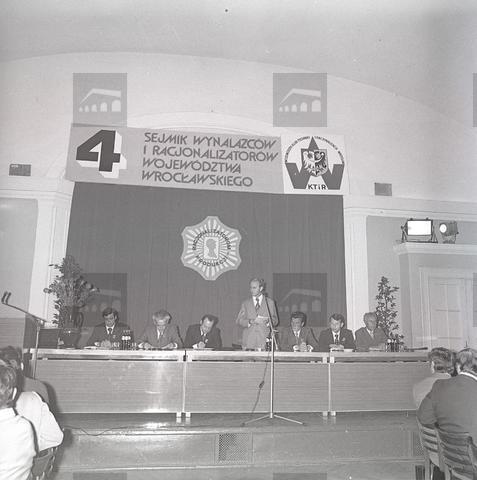 4
SEJMIK WYNALAZCÓW
I RACJONALIZATORÓW
WOJEWÓDZTWA
WROCŁAWSKIEGO
KTiR